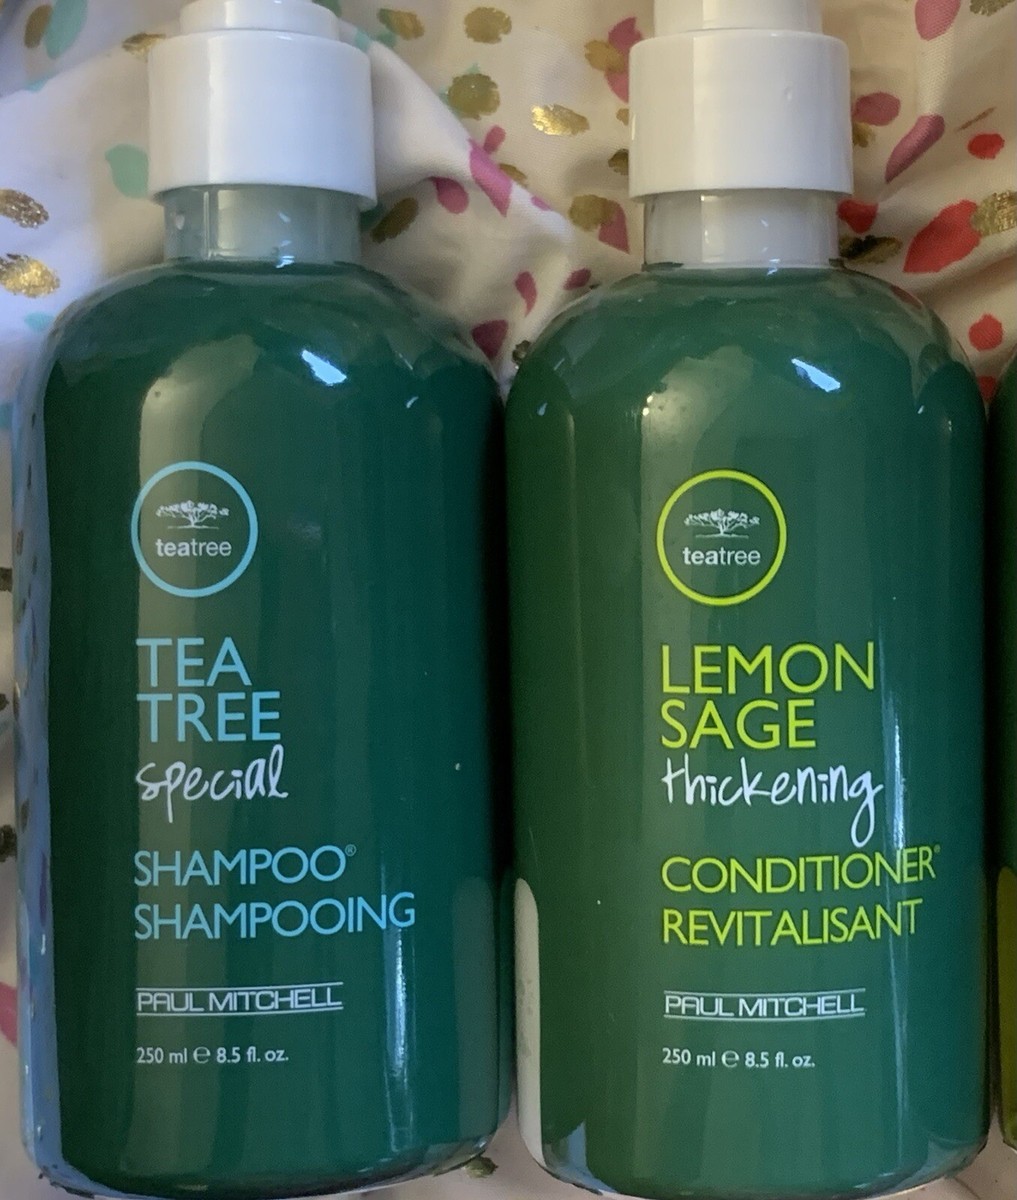 teatree
TEA
TREE
special
SHAMPOO®
SHAMPOOING
PAUL MITCHELL
250 ml ℮ 8.5 fl. oz.
teatree
LEMON
SAGE
thickening
CONDITIONER®
REVITALISANT
PAUL MITCHELL
250 ml ℮ 8.5 fl. oz.